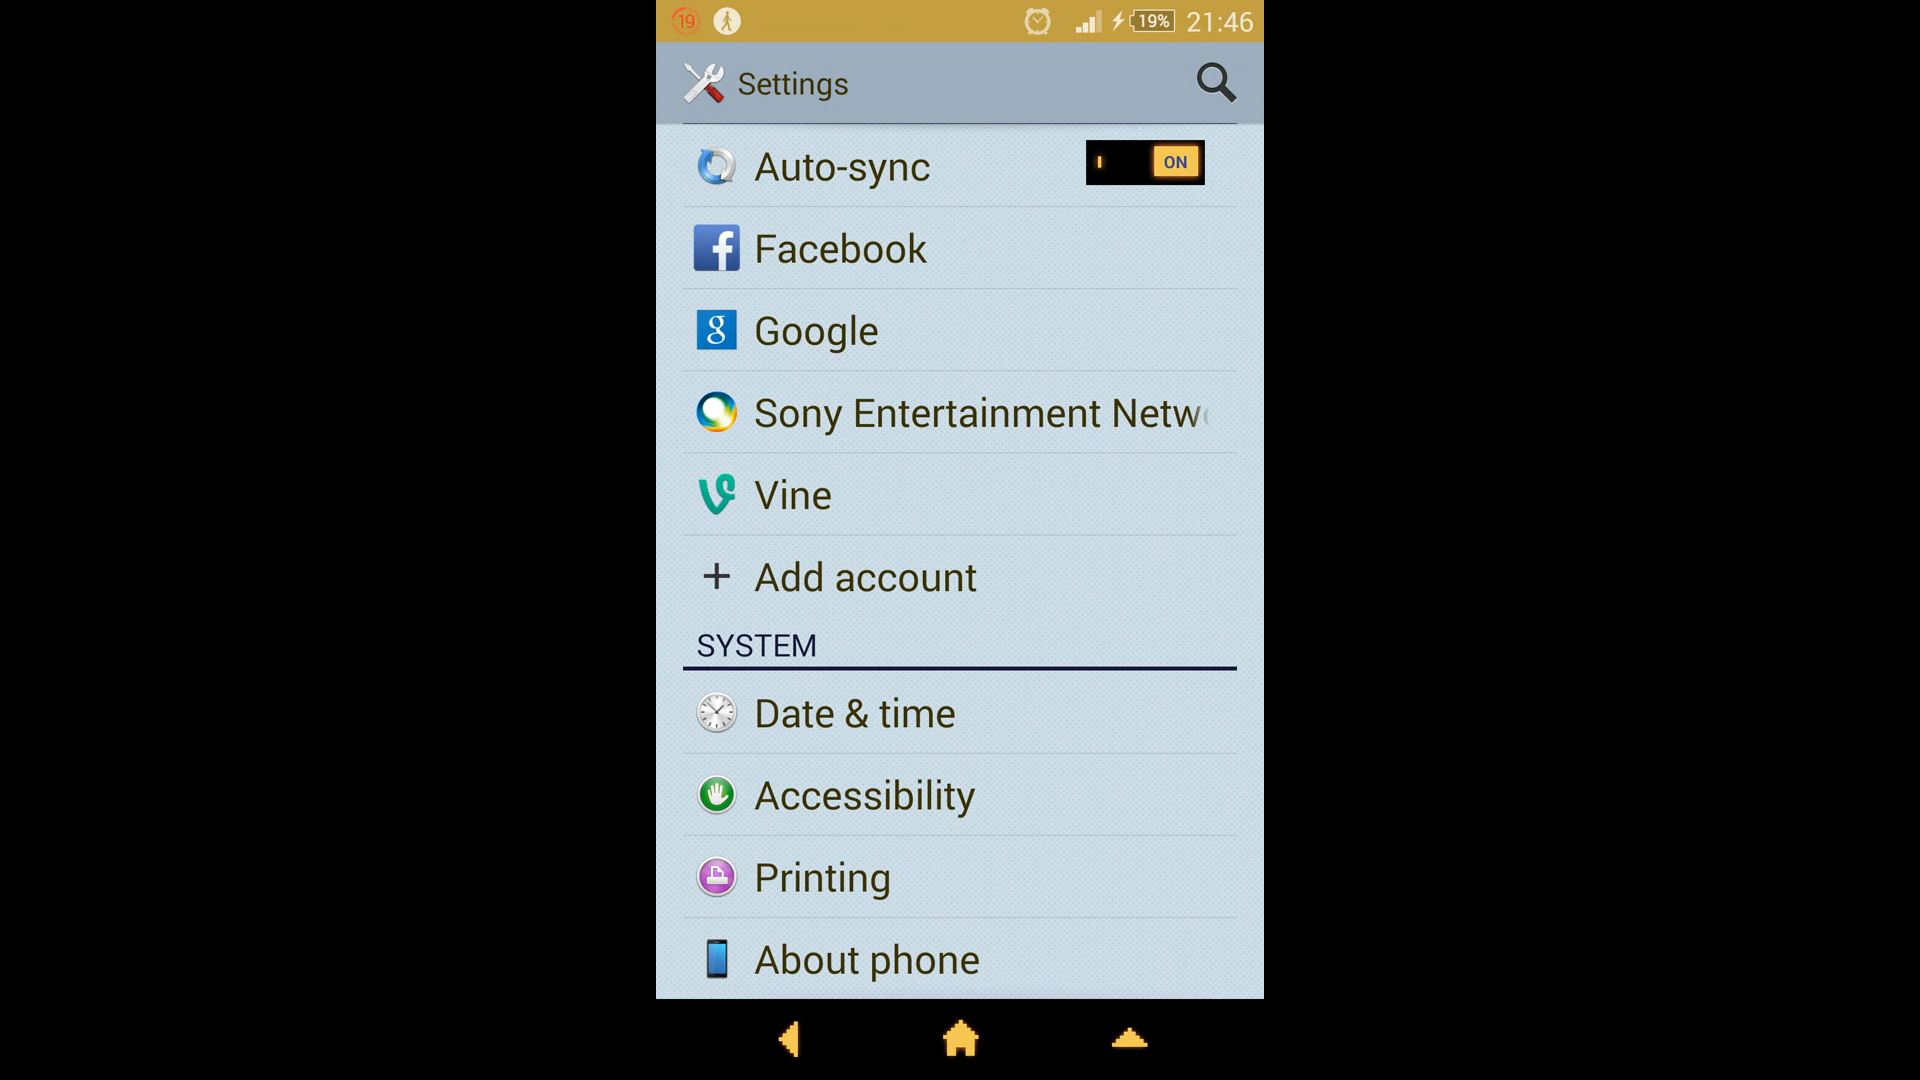 19 19% 21:46
Settings
Auto-sync ON
Facebook
Google
Sony Entertainment Netw
Vine
+ Add account
SYSTEM
Date & time
Accessibility
Printing
About phone